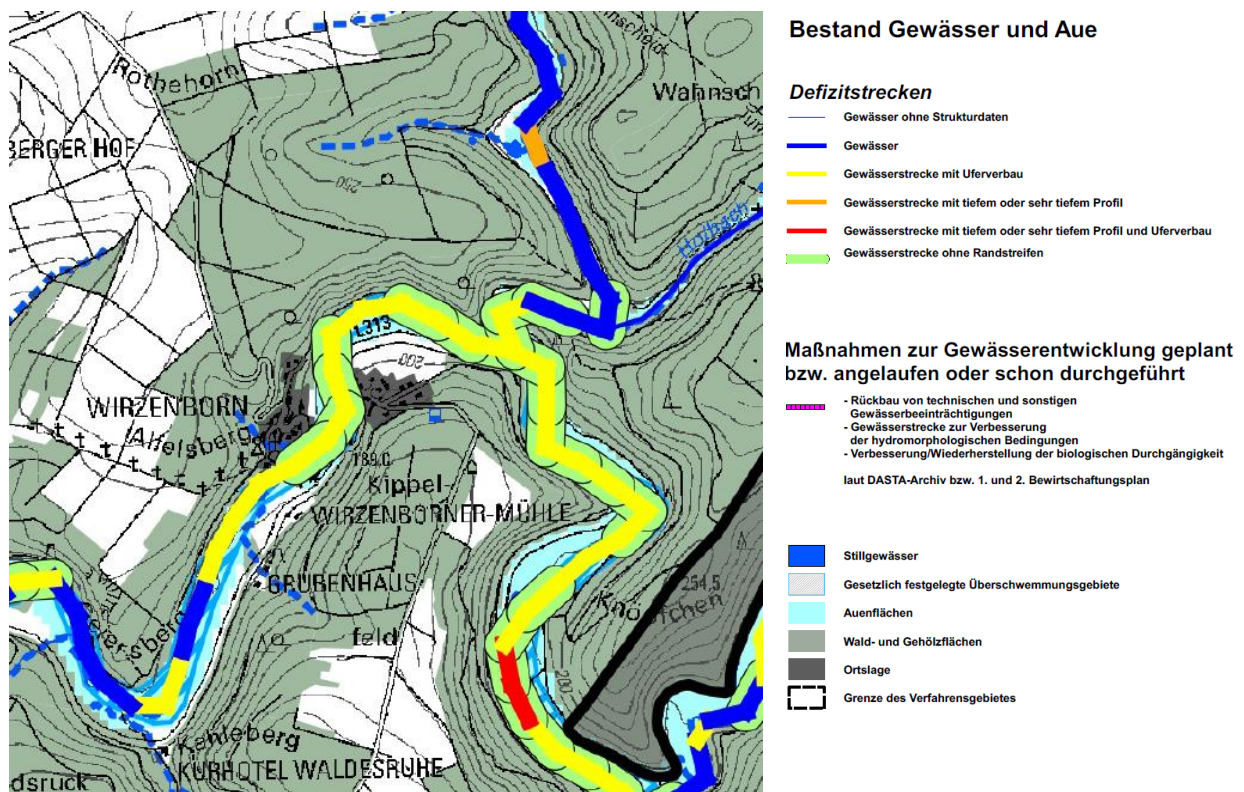 Rothehorn
Wahnsch
BERGER HOF
250
Holbach
L313
200
WIRZENBORN
Altelsberg
189,0
Kippel-
WIRZENBORNER-MÜHLE
GRUBENHAUS
254,5
Knöpfchen
feld
200
Kahleberg
KURHOTEL WALDESRUHE
dsruck
Bestand Gewässer und Aue
Defizitstrecken
Gewässer ohne Strukturdaten
Gewässer
Gewässerstrecke mit Uferverbau
Gewässerstrecke mit tiefem oder sehr tiefem Profil
Gewässerstrecke mit tiefem oder sehr tiefem Profil und Uferverbau
Gewässerstrecke ohne Randstreifen
Maßnahmen zur Gewässerentwicklung geplant
bzw. angelaufen oder schon durchgeführt
- Rückbau von technischen und sonstigen
Gewässerbeeinträchtigungen
- Gewässerstrecke zur Verbesserung
der hydromorphologischen Bedingungen
- Verbesserung/Wiederherstellung der biologischen Durchgängigkeit
laut DASTA-Archiv bzw. 1. und 2. Bewirtschaftungsplan
Stillgewässer
Gesetzlich festgelegte Überschwemmungsgebiete
Auenflächen
Wald- und Gehölzflächen
Ortslage
Grenze des Verfahrensgebietes